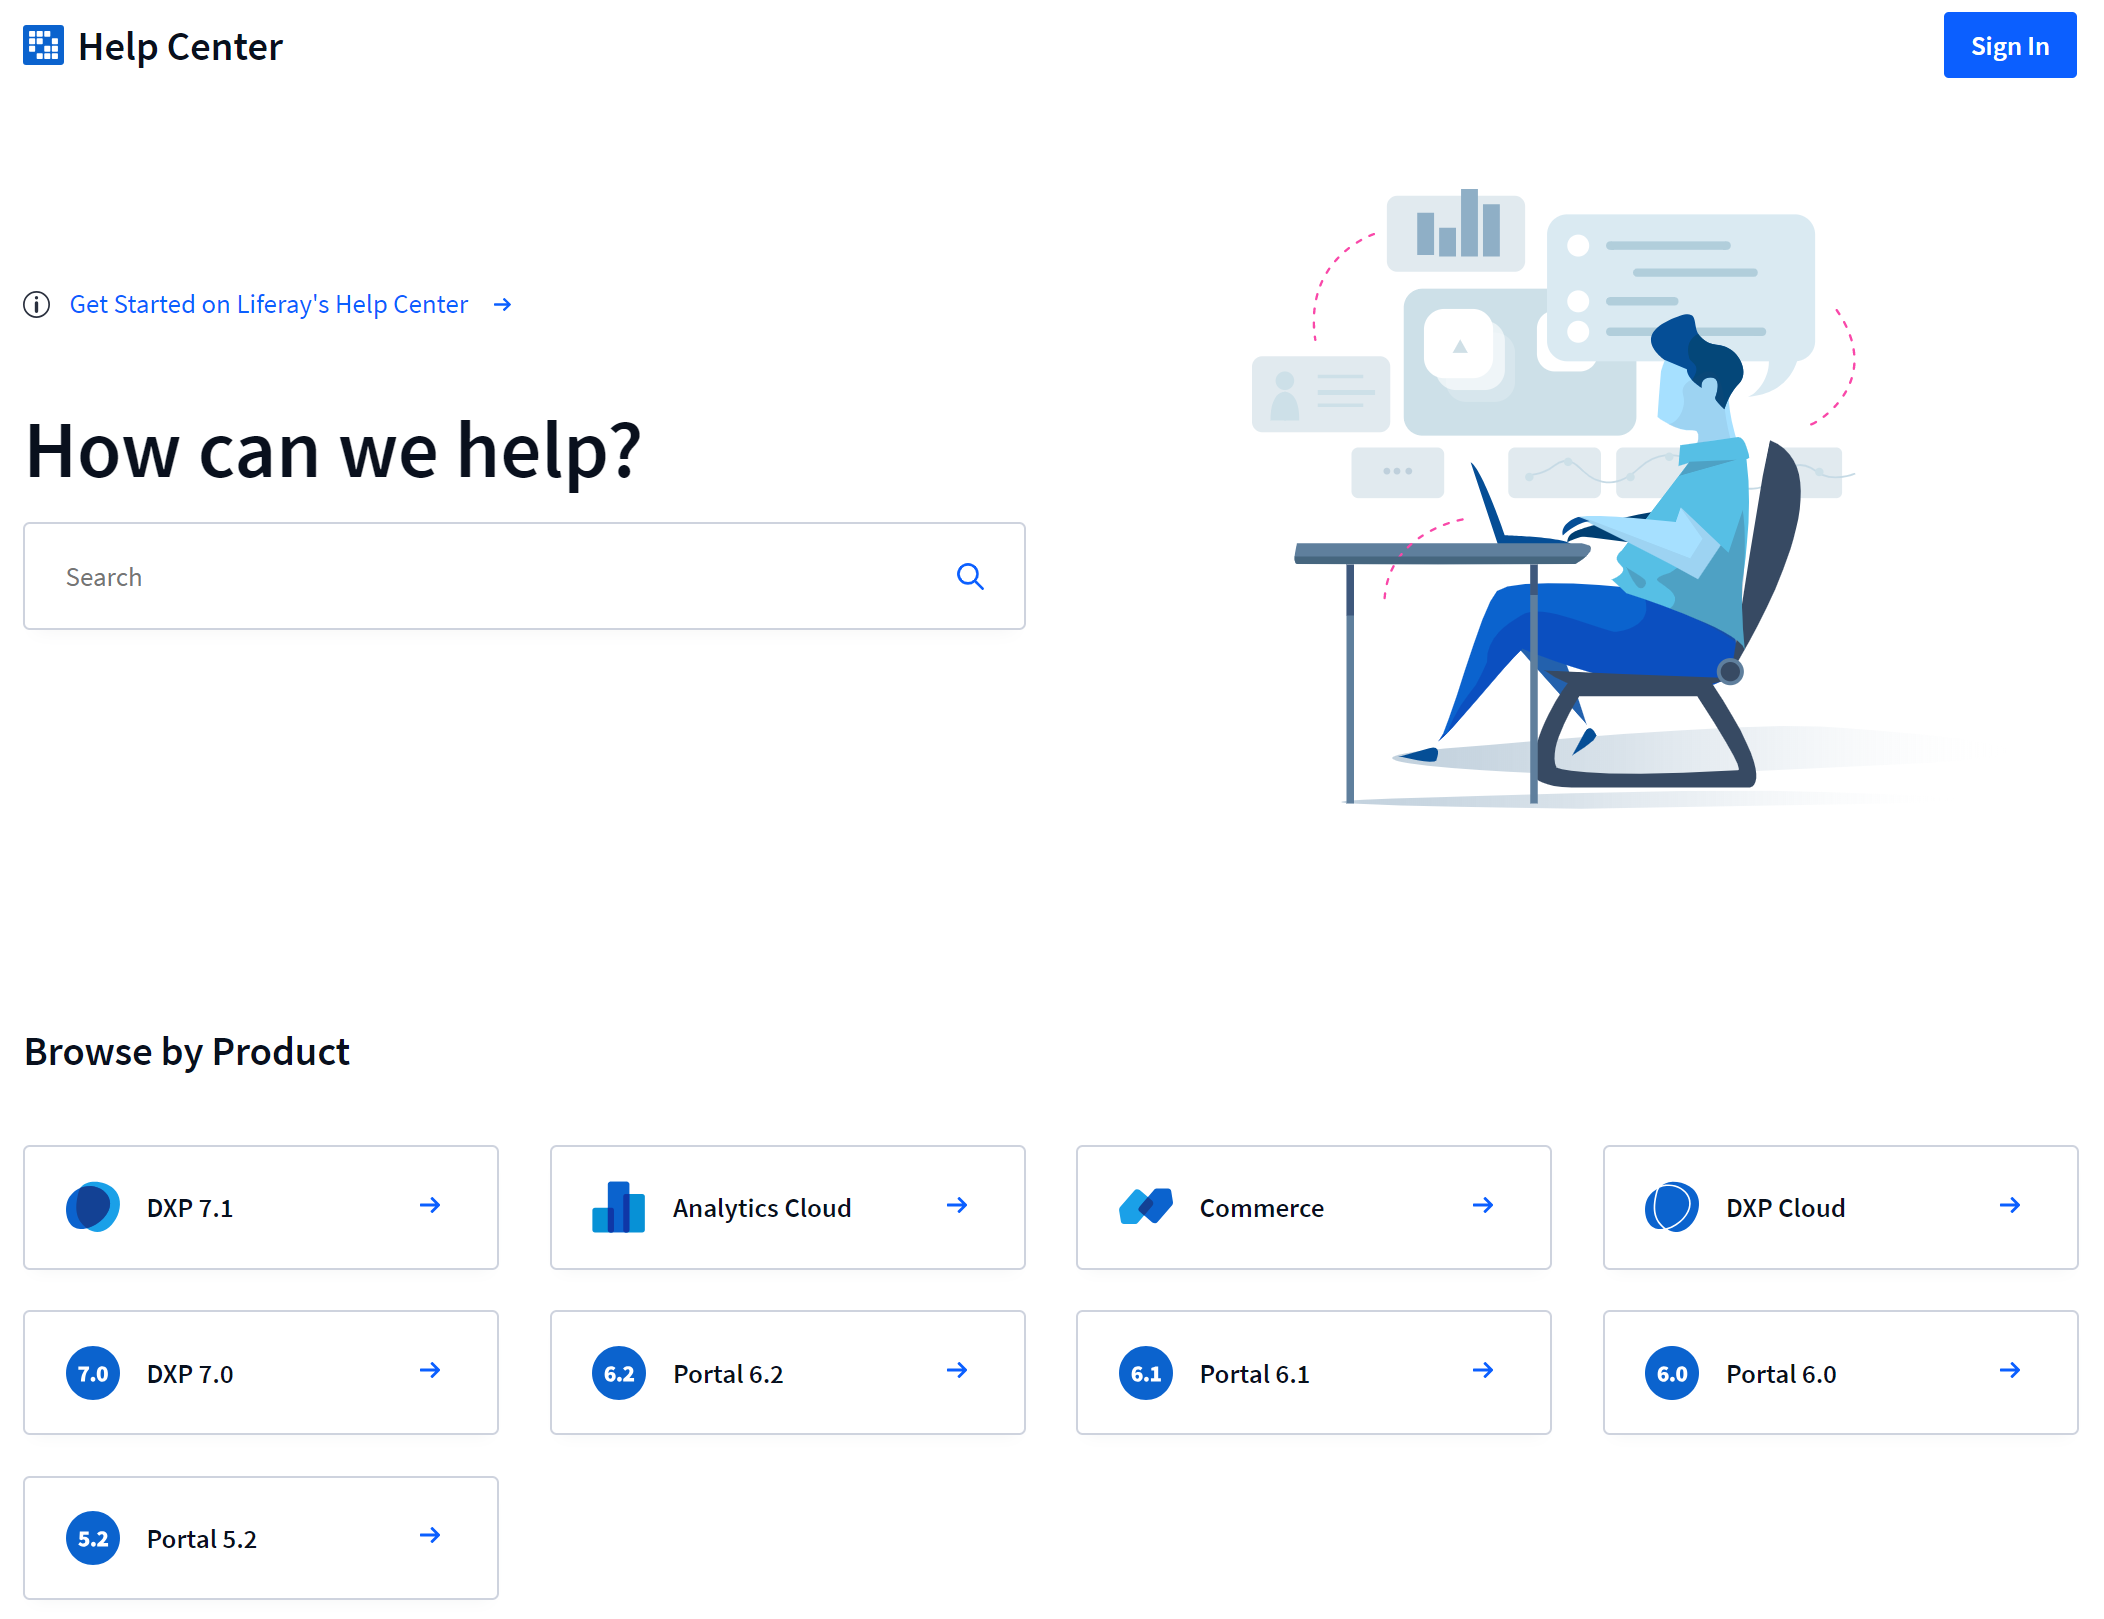 Help Center
Sign In
Get Started on Liferay's Help Center
How can we help?
Search
Browse by Product
DXP 7.1
Analytics Cloud
Commerce
DXP Cloud
7.0 DXP 7.0
6.2 Portal 6.2
6.1 Portal 6.1
6.0 Portal 6.0
5.2 Portal 5.2